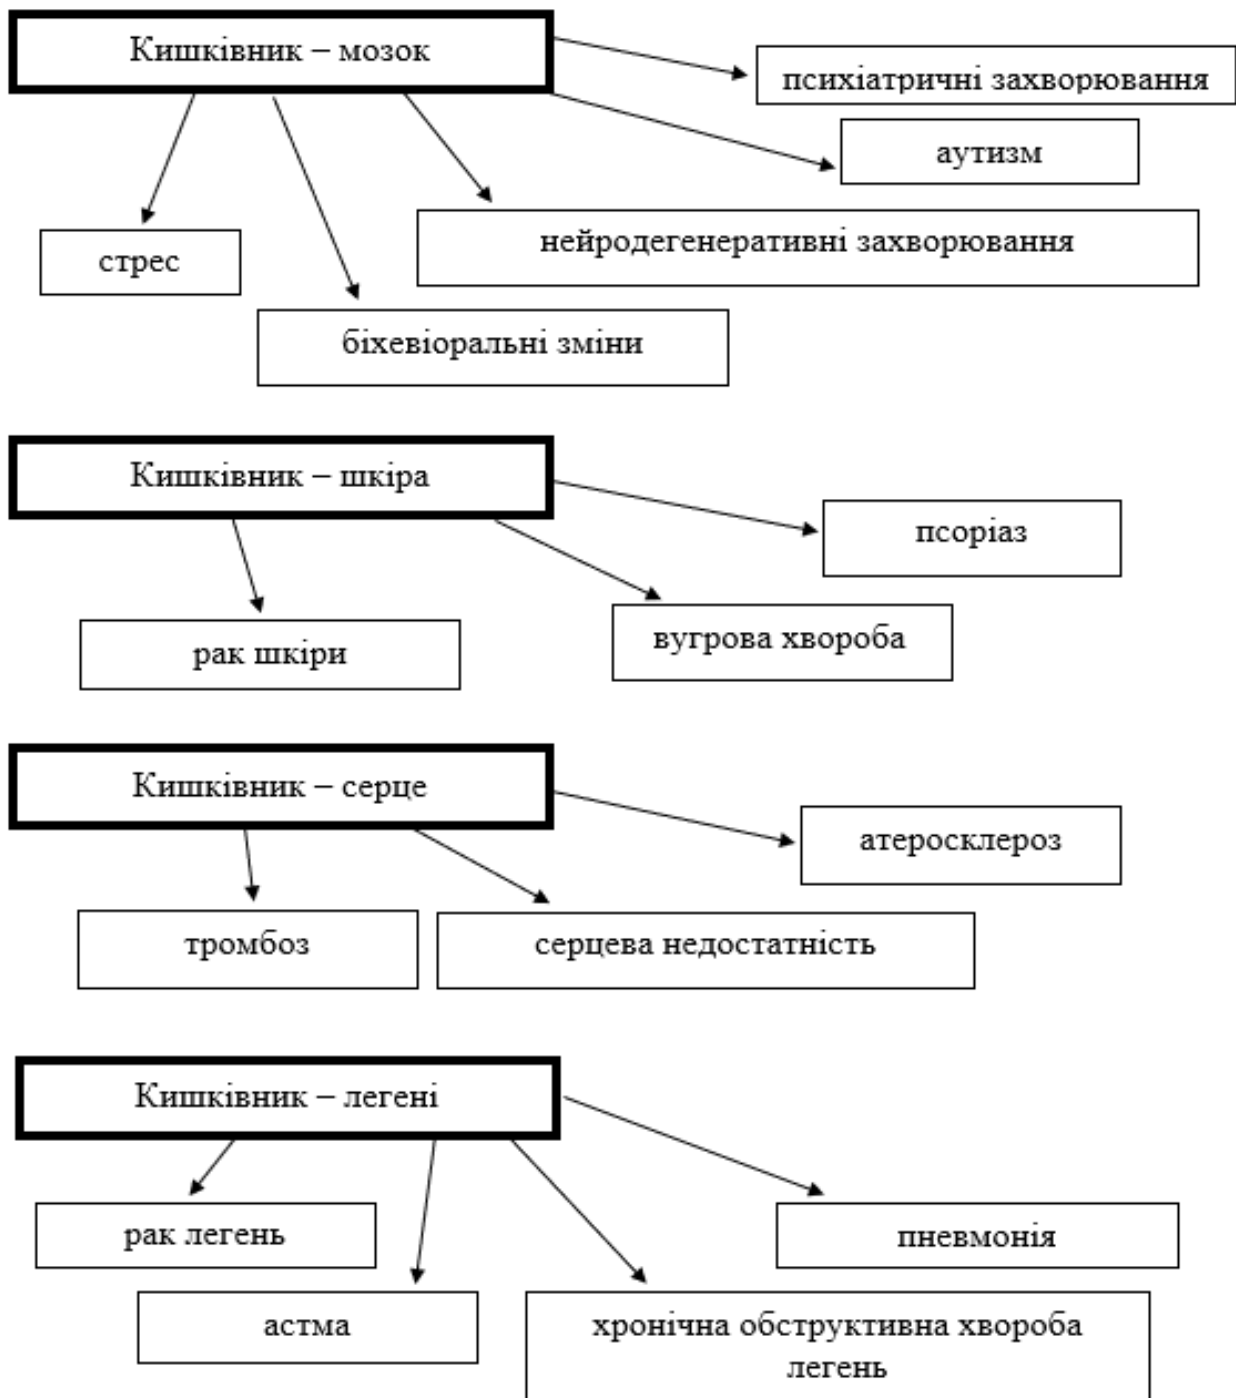 Кишківник – мозок
психіатричні захворювання
аутизм
нейродегенеративні захворювання
стрес
біхевіоральні зміни
Кишківник – шкіра
псоріаз
вугрова хвороба
рак шкіри
Кишківник – серце
атеросклероз
тромбоз
серцева недостатність
Кишківник – легені
рак легень
пневмонія
астма
хронічна обструктивна хвороба
легень